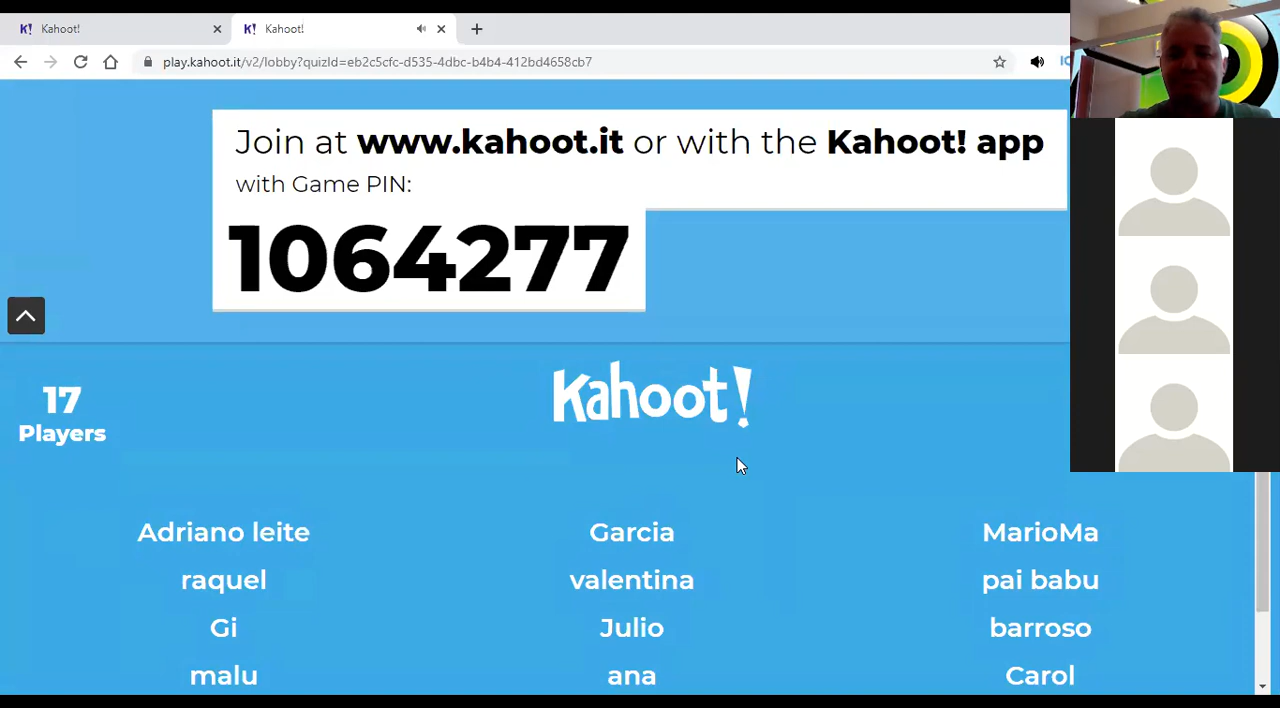 Kahoot!
Kahoot!
play.kahoot.it/v2/lobby?quizId=eb2c5cfc-d535-4dbc-b4b4-412bd4658cb7
Join at www.kahoot.it or with the Kahoot! app
with Game PIN:
1064277
17
Players
Kahoot!
Adriano leite Garcia MarioMa
raquel valentina pai babu
Gi Julio barroso
malu ana Carol